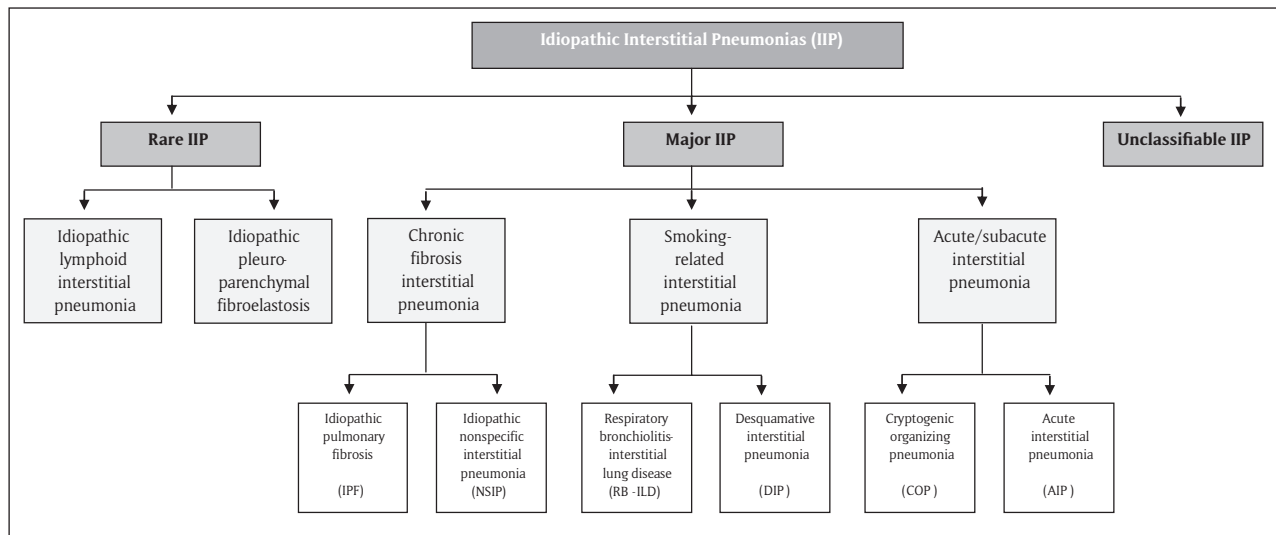 Idiopathic Interstitial Pneumonias (IIP)
Rare IIP
Major IIP
Unclassifiable IIP
Idiopathic
lymphoid
interstitial
pneumonia
Idiopathic
pleuro-
parenchymal
fibroelastosis
Chronic
fibrosis
interstitial
pneumonia
Smoking-
related
interstitial
pneumonia
Acute/subacute
interstitial
pneumonia
Idiopathic
pulmonary
fibrosis
(IPF)
Idiopathic
nonspecific
interstitial
pneumonia
(NSIP)
Respiratory
bronchiolitis-
interstitial
lung disease
(RB -ILD)
Desquamative
interstitial
pneumonia
(DIP )
Cryptogenic
organizing
pneumonia
(COP )
Acute
interstitial
pneumonia
(AIP )